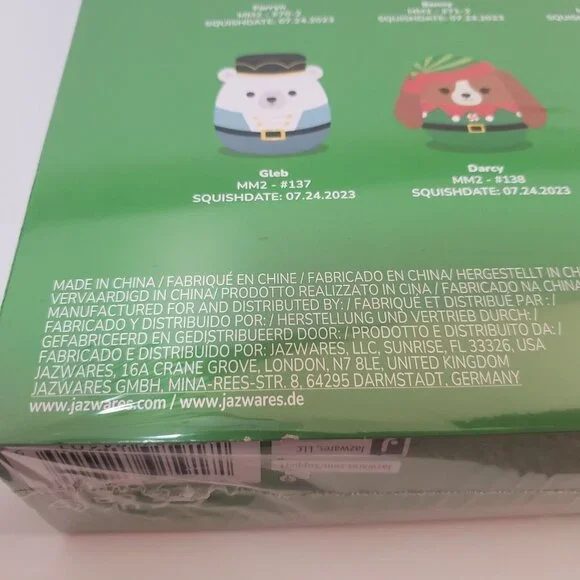 SQUISHDATE: 07.24.2023
SQUISHDATE: 07.24.2023
Gleb
MM2 - #137
SQUISHDATE: 07.24.2023
Darcy
MM2 - #138
SQUISHDATE: 07.24.2023
MADE IN CHINA / FABRIQUÉ EN CHINE / FABRICADO EN CHINA/ HERGESTELLT IN CH
VERVAARDIGD IN CHINA/ PRODOTTO REALIZZATO IN CINA / FABRICADO NA CHINA
MANUFACTURED FOR AND DISTRIBUTED BY: / FABRIQUÉ ET DISTRIBUÉ PAR : /
FABRICADO Y DISTRIBUIDO POR: / HERSTELLUNG UND VERTRIEB DURCH: /
GEFABRICEERD EN GEDISTRIBUEERD DOOR: / PRODOTTO E DISTRIBUITO DA: /
FABRICADO E DISTRIBUIDO POR: JAZWARES, LLC, SUNRISE, FL 33326, USA
JAZWARES, 16A CRANE GROVE, LONDON, N7 8LE, UNITED KINGDOM
JAZWARES GMBH, MINA-REES-STR. 8, 64295 DARMSTADT, GERMANY
www.jazwares.com / www.jazwares.de
Jazwares, LLC